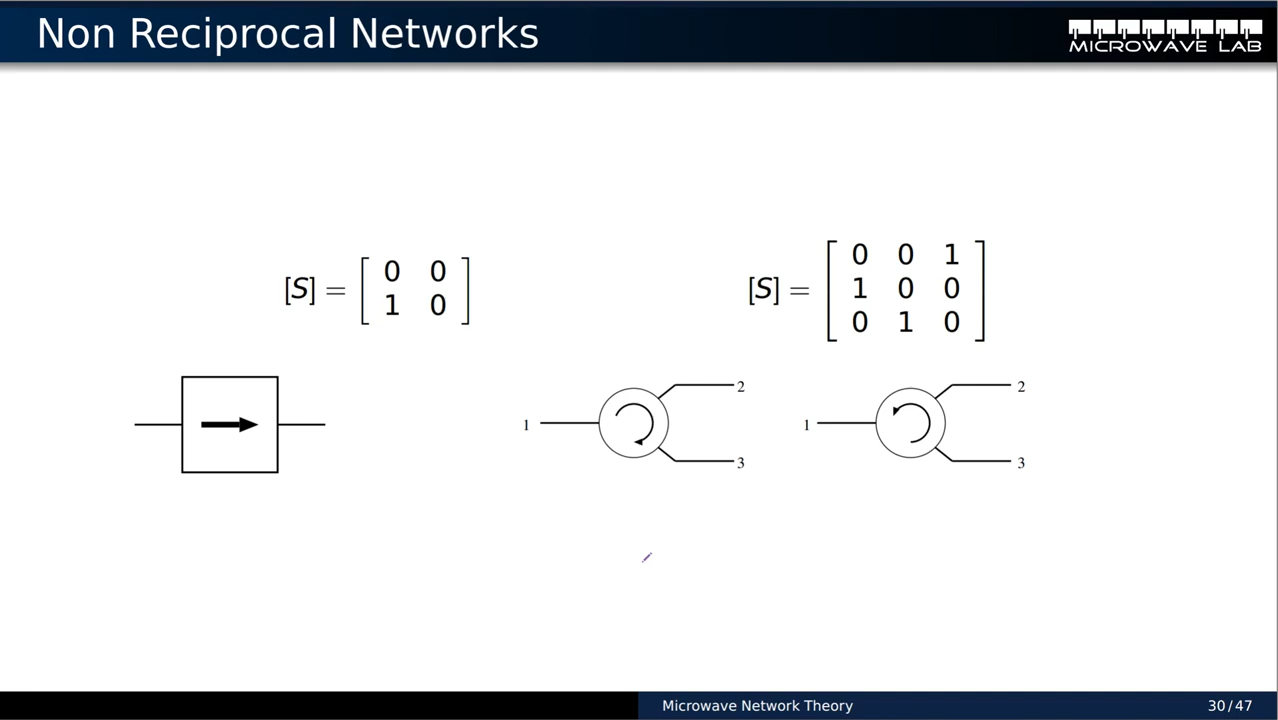 Non Reciprocal Networks
MICROWAVE LAB
[S] = [ 0 0
1 0 ]
[S] = [ 0 0 1
1 0 0
0 1 0 ]
1 2 3
1 2 3
Microwave Network Theory
30/47